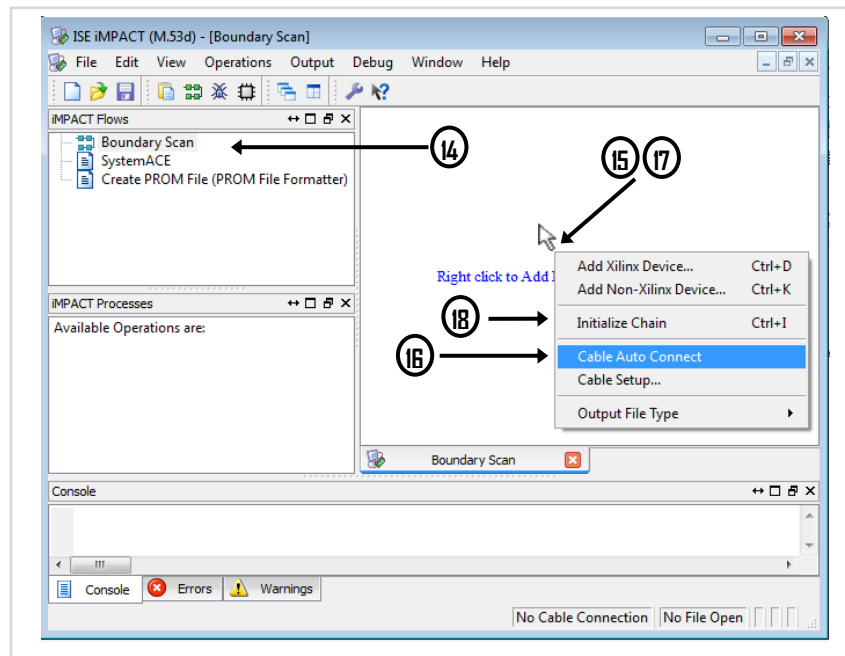 ISE iMPACT (M.53d) - [Boundary Scan]
File Edit View Operations Output Debug Window Help
iMPACT Flows
Boundary Scan
SystemACE
Create PROM File (PROM File Formatter)
14
15 17
Right click to Add
Add Xilinx Device... Ctrl+D
Add Non-Xilinx Device... Ctrl+K
18
Initialize Chain Ctrl+I
16
Cable Auto Connect
Cable Setup...
Output File Type
iMPACT Processes
Available Operations are:
Boundary Scan
Console
Console Errors Warnings
No Cable Connection No File Open